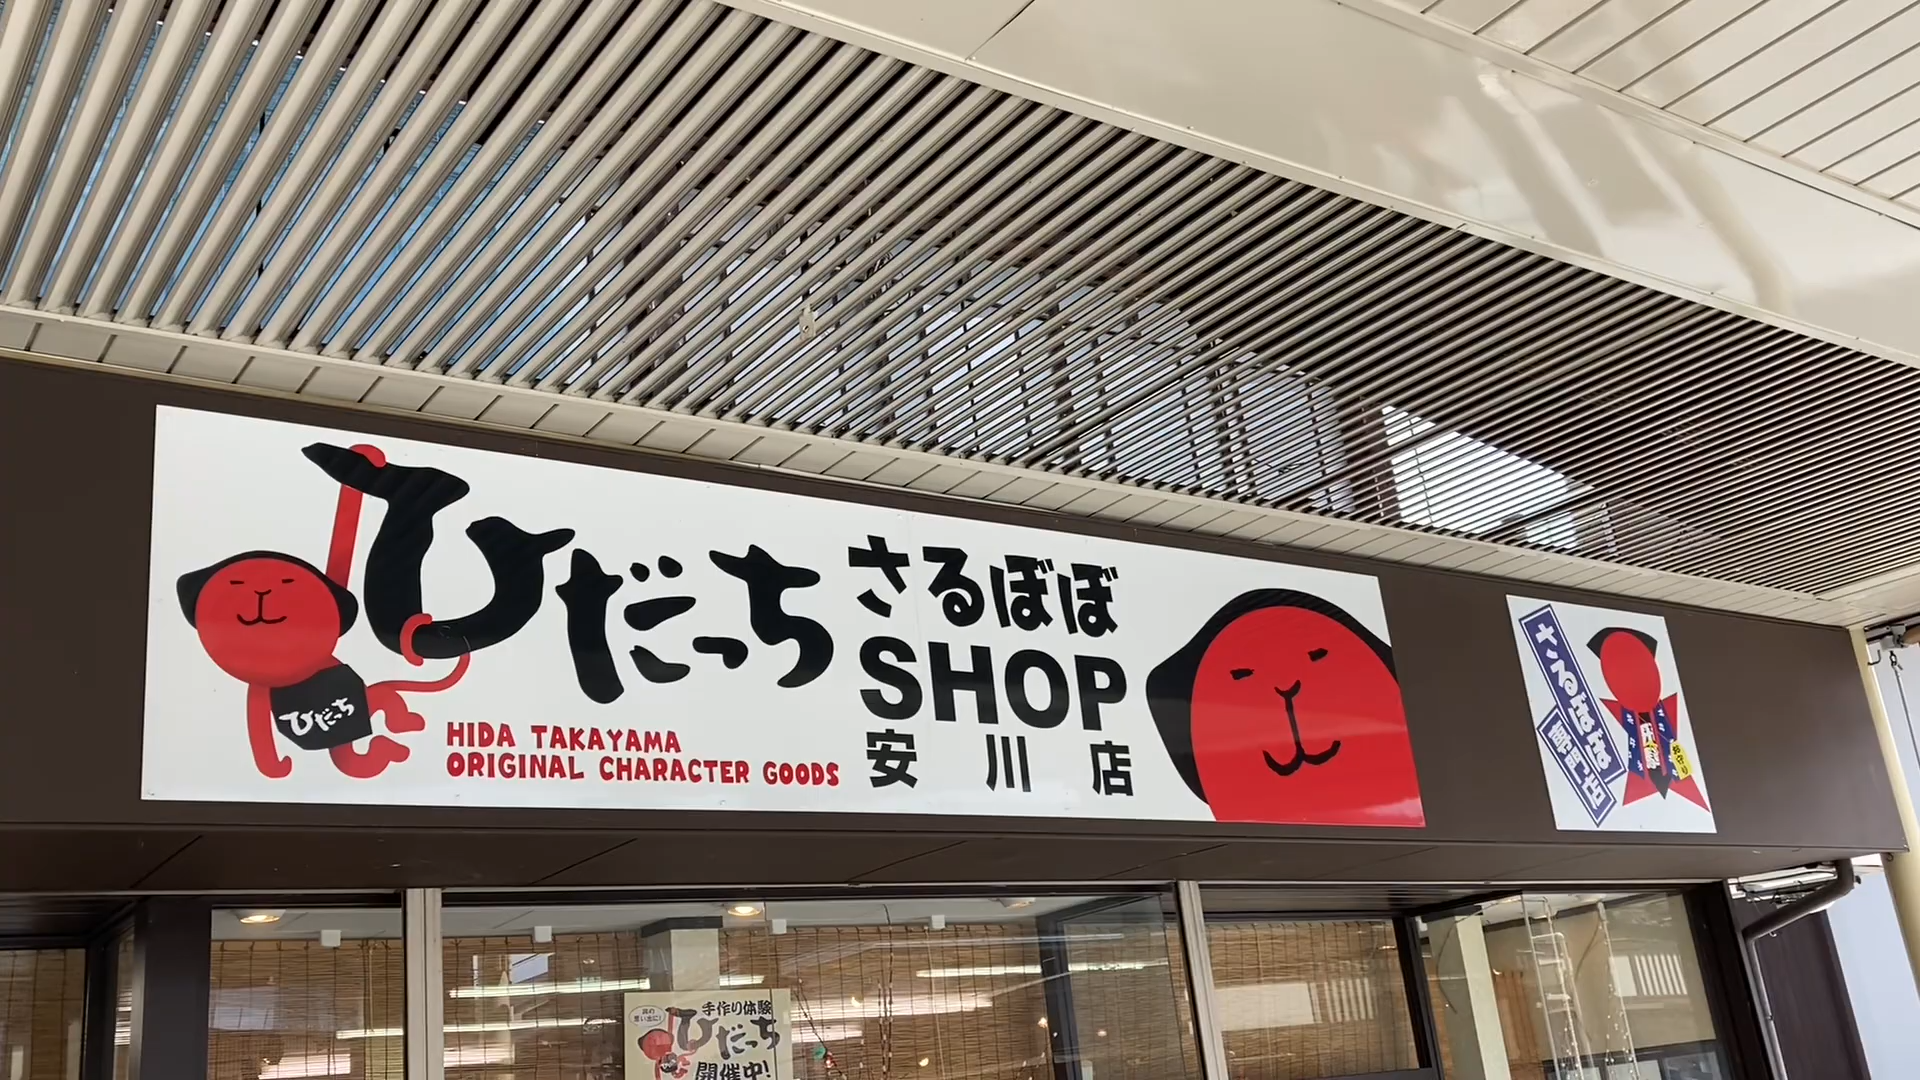 ひだっち
ひだっち
HIDA TAKAYAMA
ORIGINAL CHARACTER GOODS
さるぼぼ
SHOP
安川店
さるぼぼ
手作り体験
ひだっち
開催中!